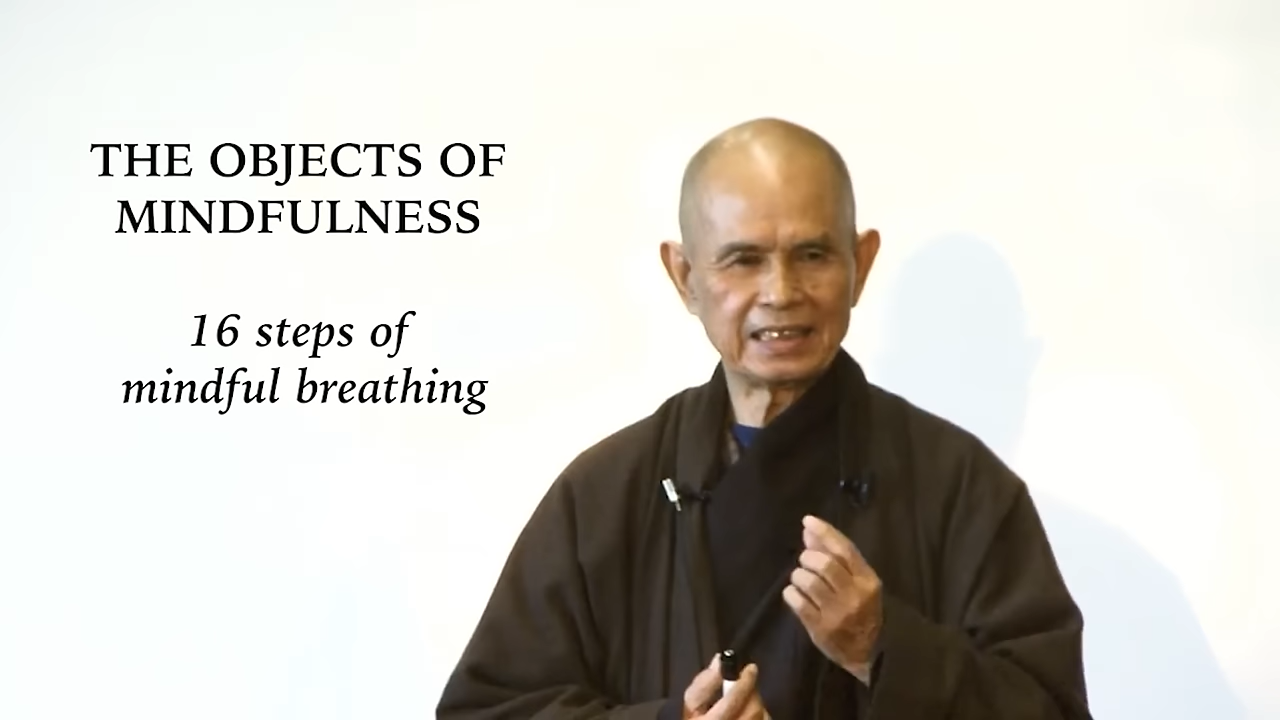 THE OBJECTS OF
MINDFULNESS
16 steps of
mindful breathing